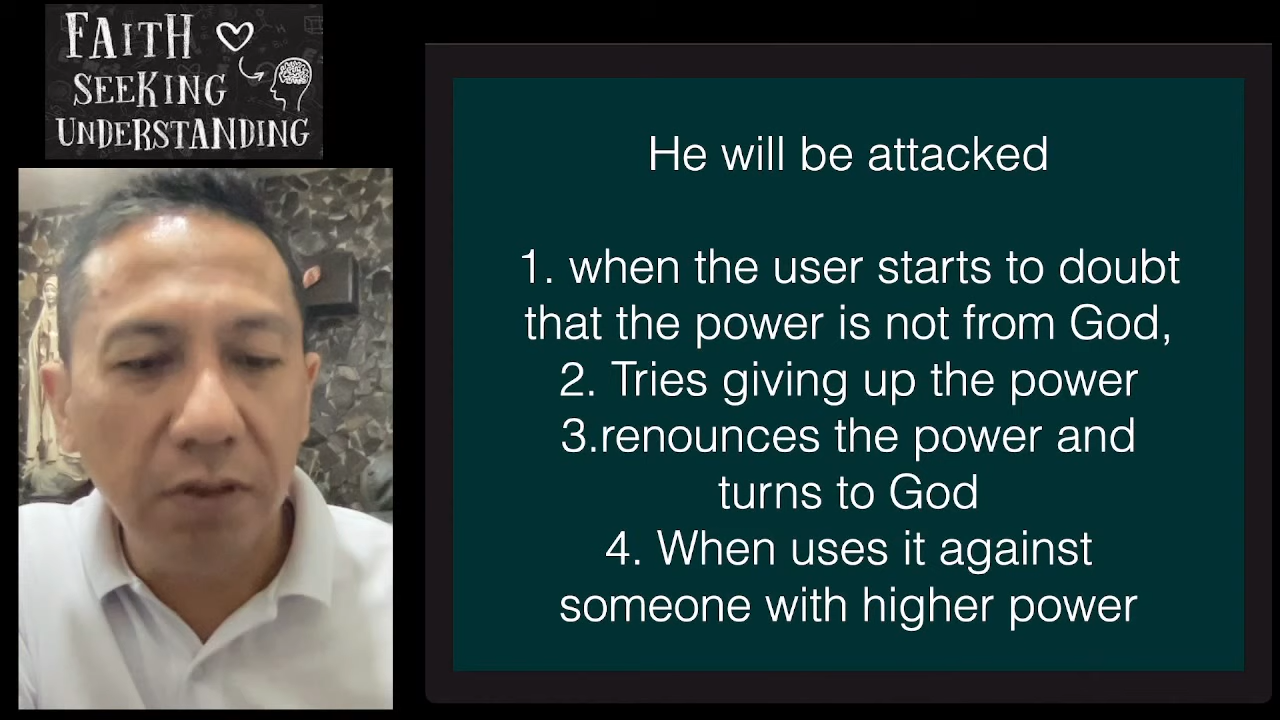 FAITH
SEEKING
UNDERSTANDING
He will be attacked
1. when the user starts to doubt
that the power is not from God,
2. Tries giving up the power
3.renounces the power and
turns to God
4. When uses it against
someone with higher power